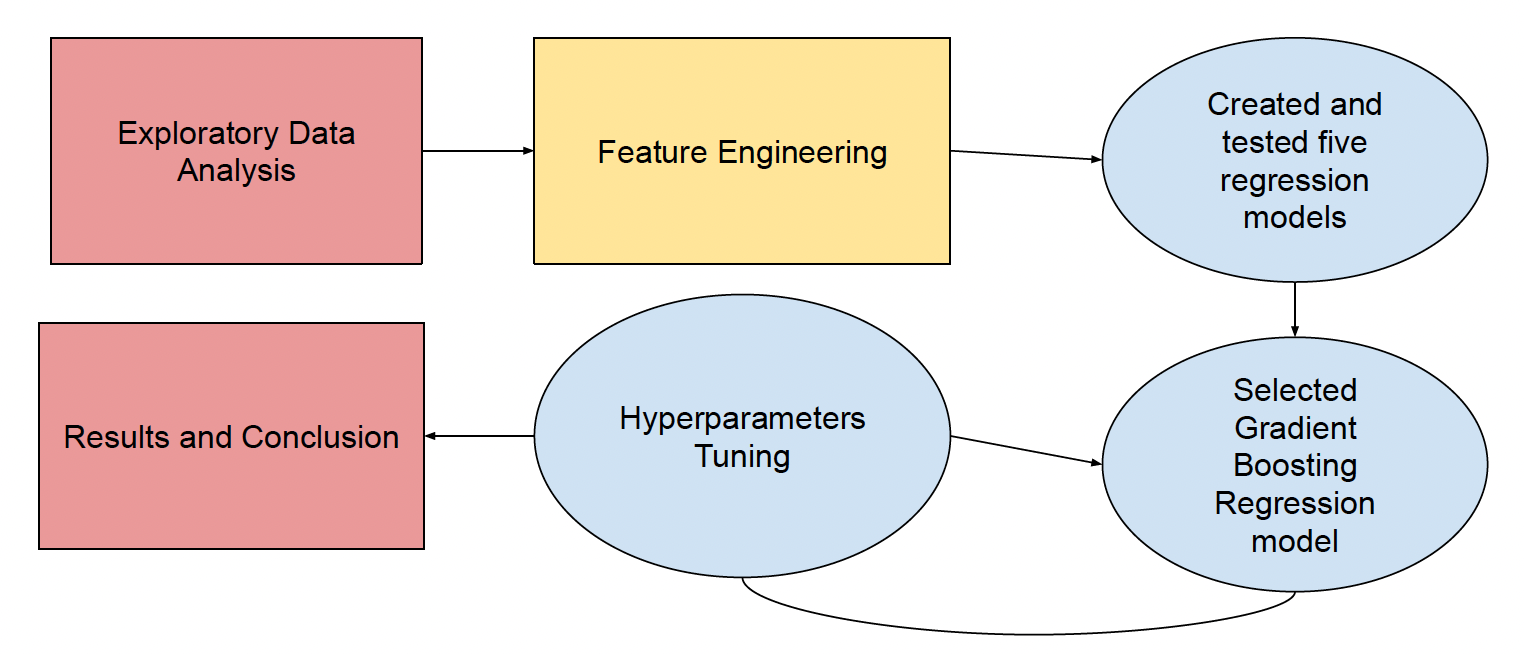 Exploratory Data
Analysis
Feature Engineering
Created and
tested five
regression
models
Results and Conclusion
Hyperparameters
Tuning
Selected
Gradient
Boosting
Regression
model